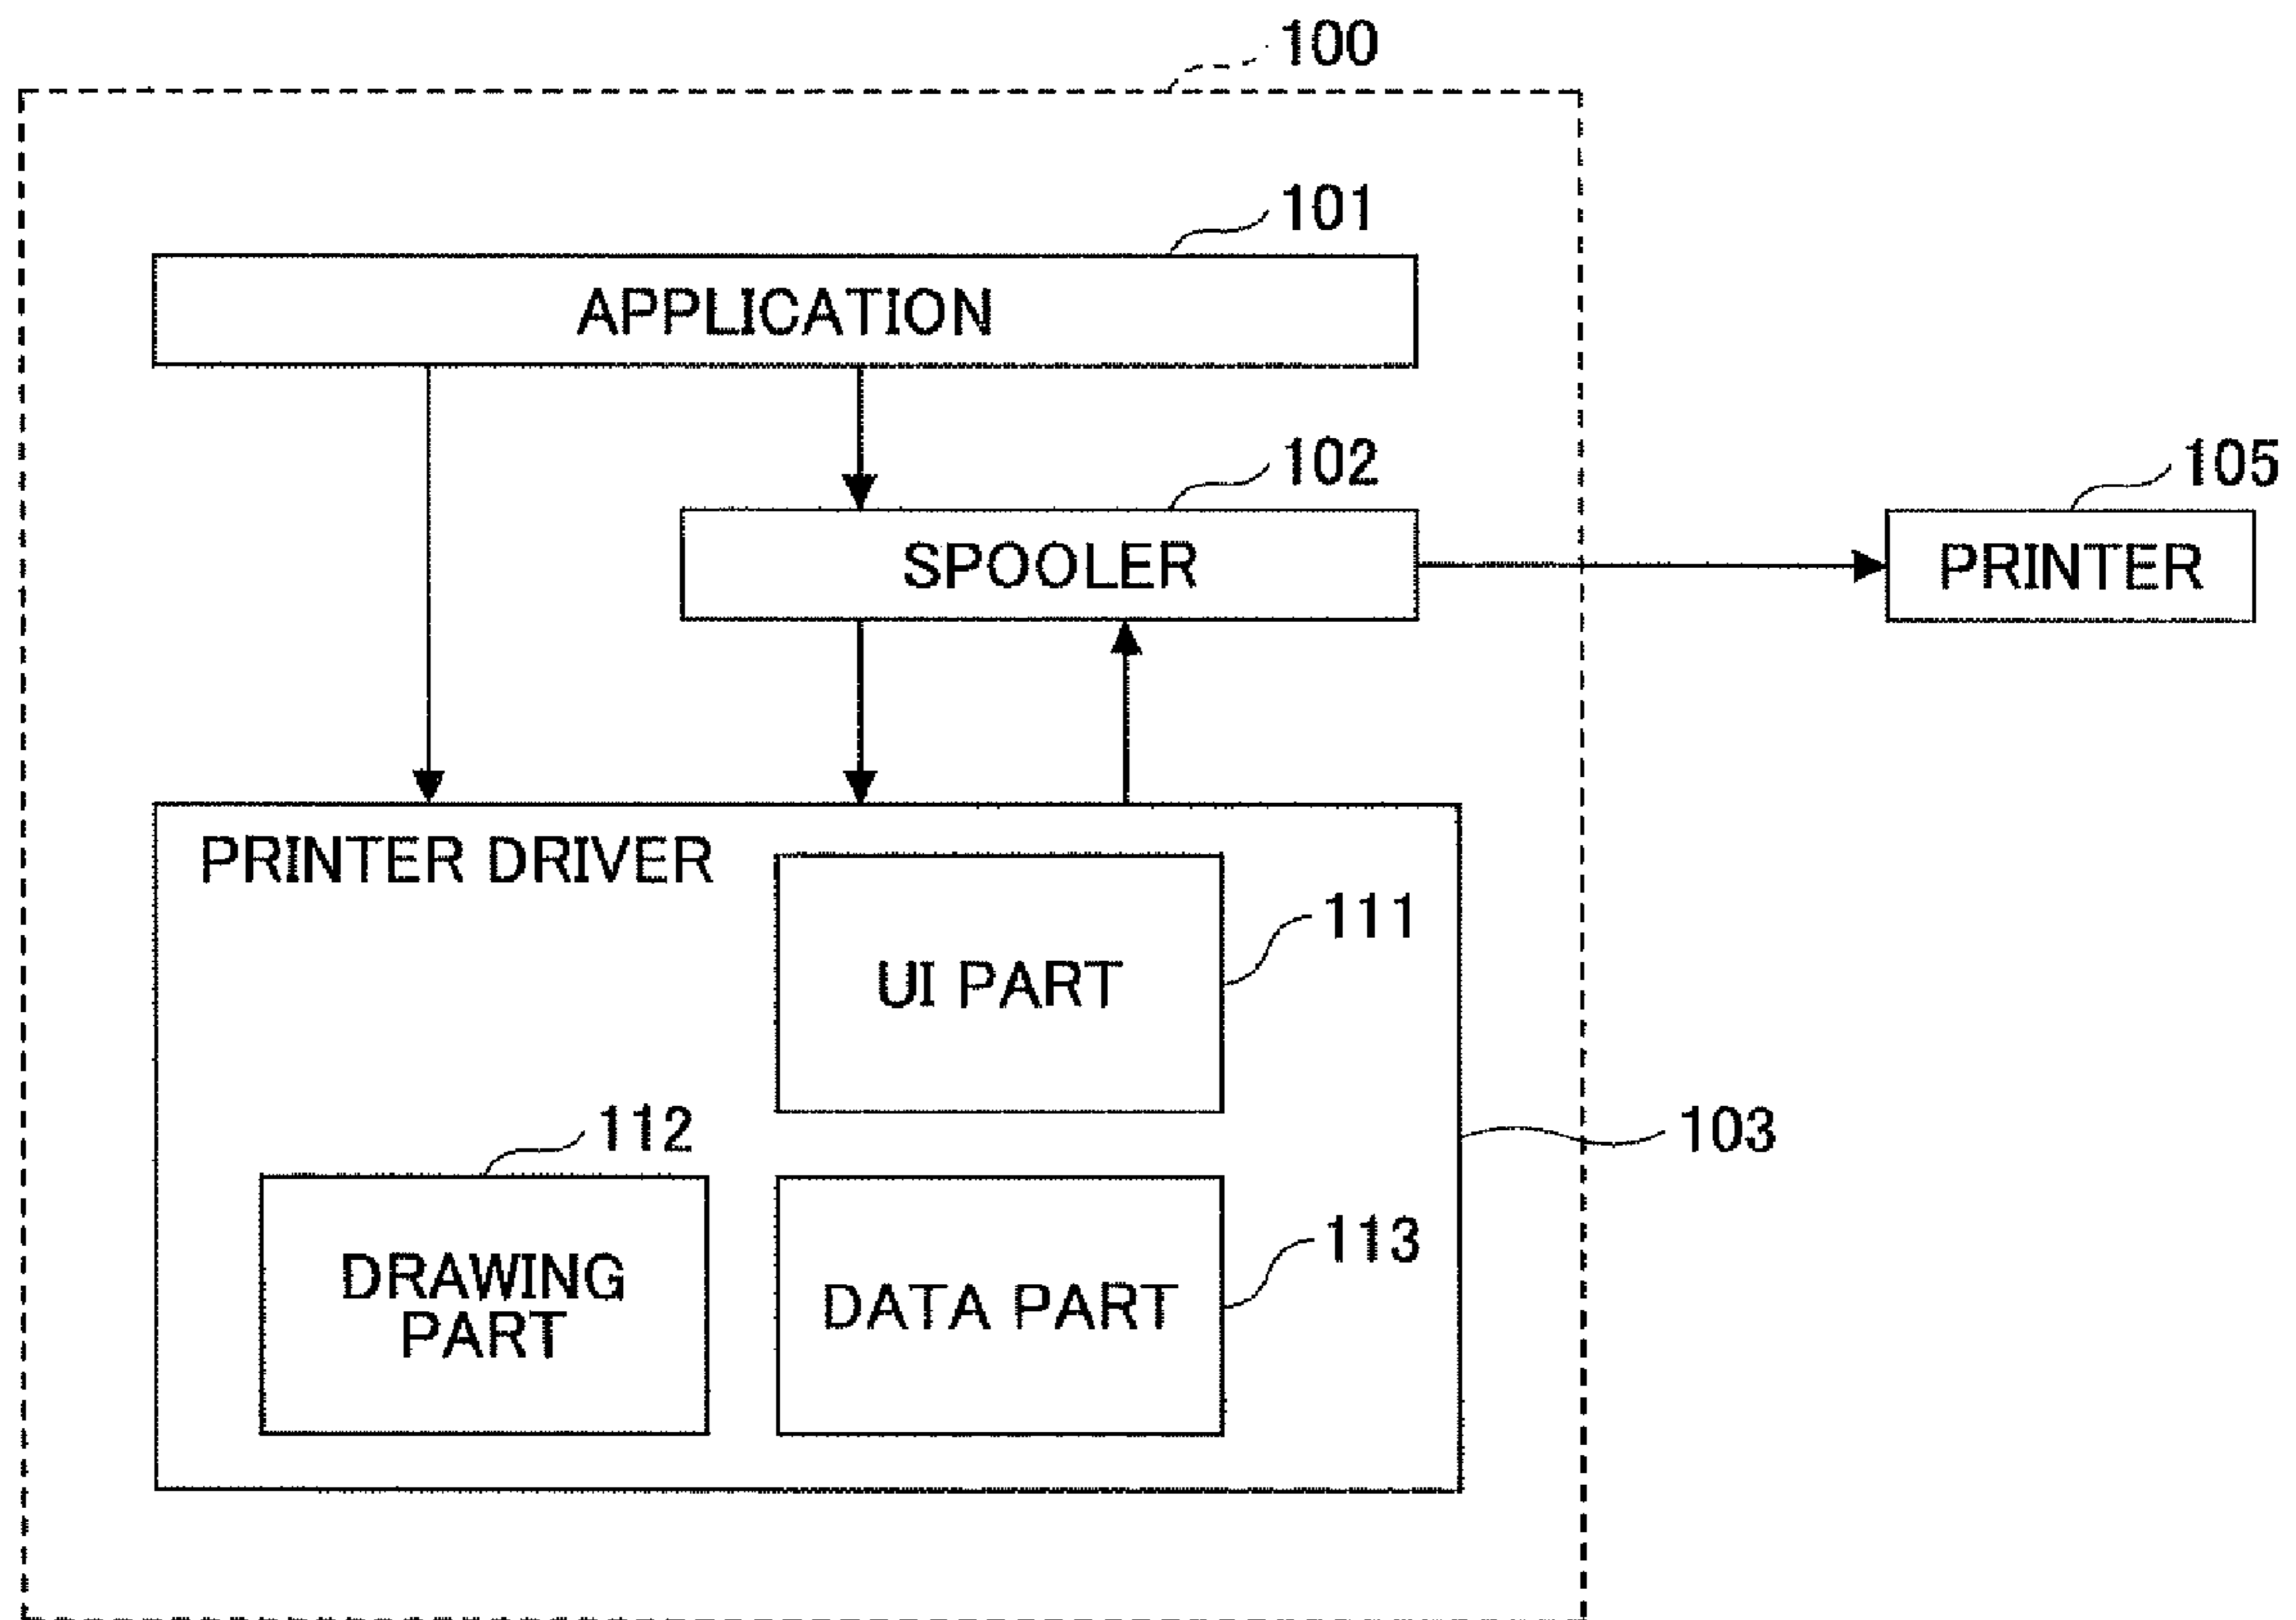 100
101
APPLICATION
102
105
SPOOLER
PRINTER
PRINTER DRIVER
111
UI PART
112
103
113
DRAWING
PART
DATA PART